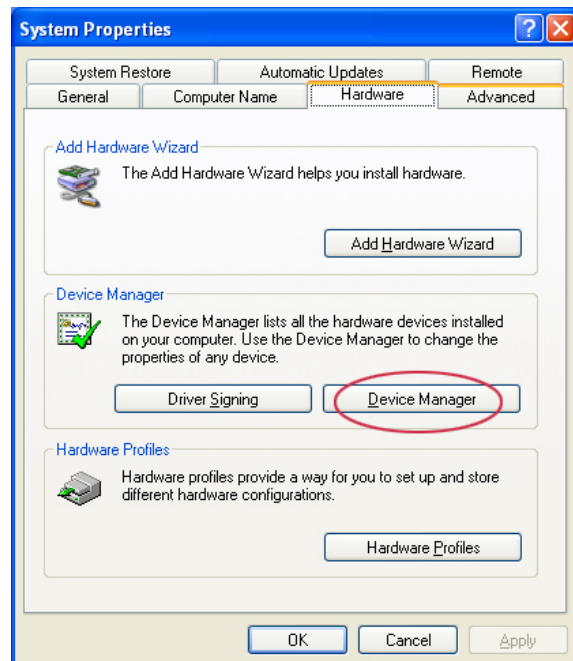 System Properties
System Restore Automatic Updates Remote
General Computer Name Hardware Advanced
Add Hardware Wizard
The Add Hardware Wizard helps you install hardware.
Add Hardware Wizard
Device Manager
The Device Manager lists all the hardware devices installed
on your computer. Use the Device Manager to change the
properties of any device.
Driver Signing Device Manager
Hardware Profiles
Hardware profiles provide a way for you to set up and store
different hardware configurations.
Hardware Profiles
OK Cancel Apply